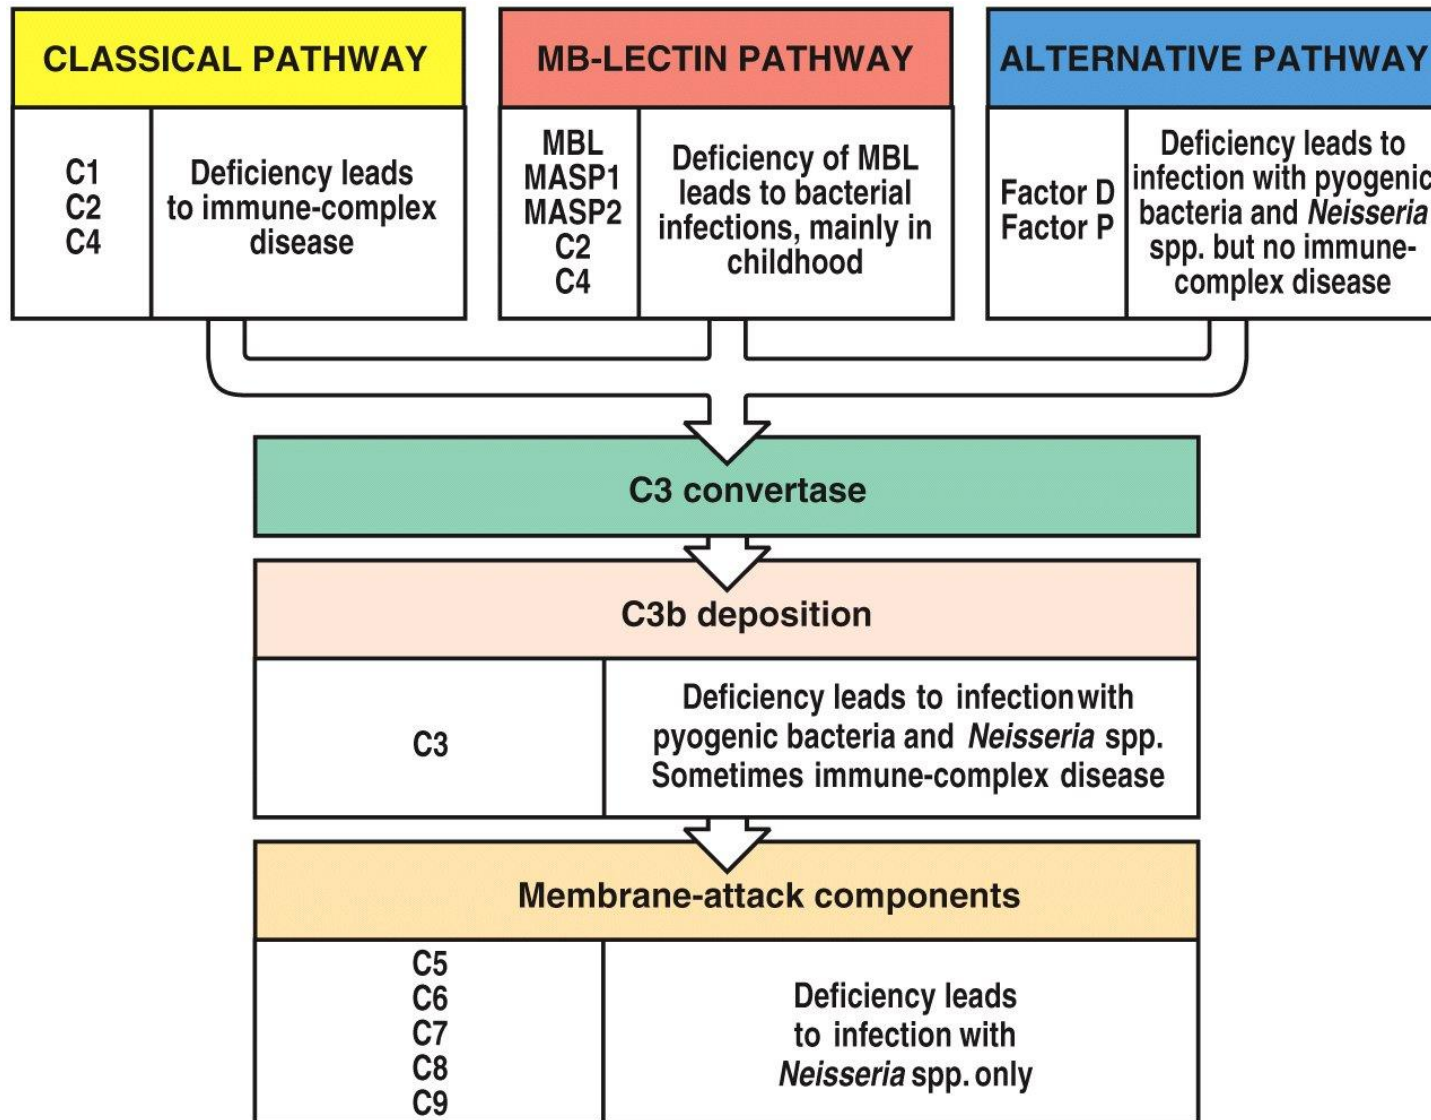 CLASSICAL PATHWAY
C1
C2
C4
Deficiency leads
to immune-complex
disease
MB-LECTIN PATHWAY
MBL
MASP1
MASP2
C2
C4
Deficiency of MBL
leads to bacterial
infections, mainly in
childhood
ALTERNATIVE PATHWAY
Factor D
Factor P
Deficiency leads to
infection with pyogenic
bacteria and Neisseria
spp. but no immune-
complex disease
C3 convertase
C3b deposition
C3
Deficiency leads to infection with
pyogenic bacteria and Neisseria spp.
Sometimes immune-complex disease
Membrane-attack components
C5
C6
C7
C8
C9
Deficiency leads
to infection with
Neisseria spp. only